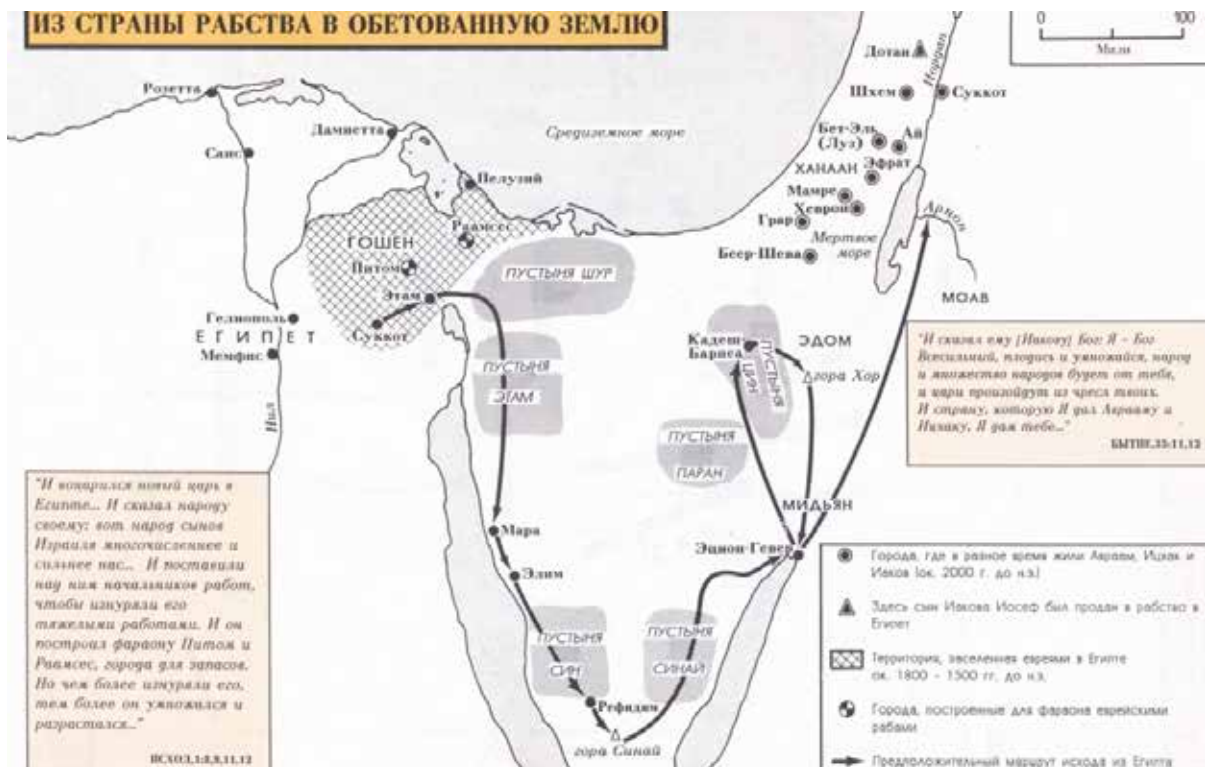 ИЗ СТРАНЫ РАБСТВА В ОБЕТОВАННУЮ ЗЕМЛЮ
0 100
Мили
Розетта
Саис
Дамиетта
Средиземное море
Пелузий
Раамсес
ГОШЕН
Питом
Этам
Суккот
Гелиополь
ЕГИПЕТ
Мемфис
Нил
ПУСТЫНЯ ШУР
ПУСТЫНЯ
ЭТАМ
Дотан
Иордан
Шхем
Суккот
Бет-Эль
(Луз)
Ай
ХАНААН
Эфрат
Мамре
Хеврон
Грар
Мертвое
море
Арнон
Беер-Шева
МОАВ
Кадеш-
Барнеа
ПУСТЫНЯ
ЦИН
ЭДОМ
гора Хор
ПУСТЫНЯ
ПАРАН
МИДЬЯН
Эцион-Гевер
Мара
Элим
ПУСТЫНЯ
СИН
ПУСТЫНЯ
СИНАЙ
Рефидим
гора Синай
"И сказал ему [Иакову] Бог: Я – Бог
Всесильный, плодись и умножайся, народ
и множество народов будет от тебя,
и цари произойдут из чресл твоих.
И страну, которую Я дал Аврааму и
Ицхаку, Я дам тебе..."
БЫТИЕ,35:11,12
"И воцарился новый царь в
Египте... И сказал народу
своему: вот народ сынов
Израиля многочисленнее и
сильнее нас... И поставили
над ним начальников работ,
чтобы изнуряли его
тяжелыми работами. И он
построил фараону Питом и
Раамсес, города для запасов.
Но чем более изнуряли его,
тем более он умножался и
разрастался..."
ИСХОД,1:8,9,11,12
Города, где в разное время жили Авраам, Ицхак и
Иаков (ок. 2000 г. до н.э.)
Здесь сын Иакова Иосеф был продан в рабство в
Египет
Территория, заселенная евреями в Египте
ок. 1800 – 1500 гг. до н.э.
Города, построенные для фараона еврейскими
рабами
Предположительный маршрут исхода из Египта